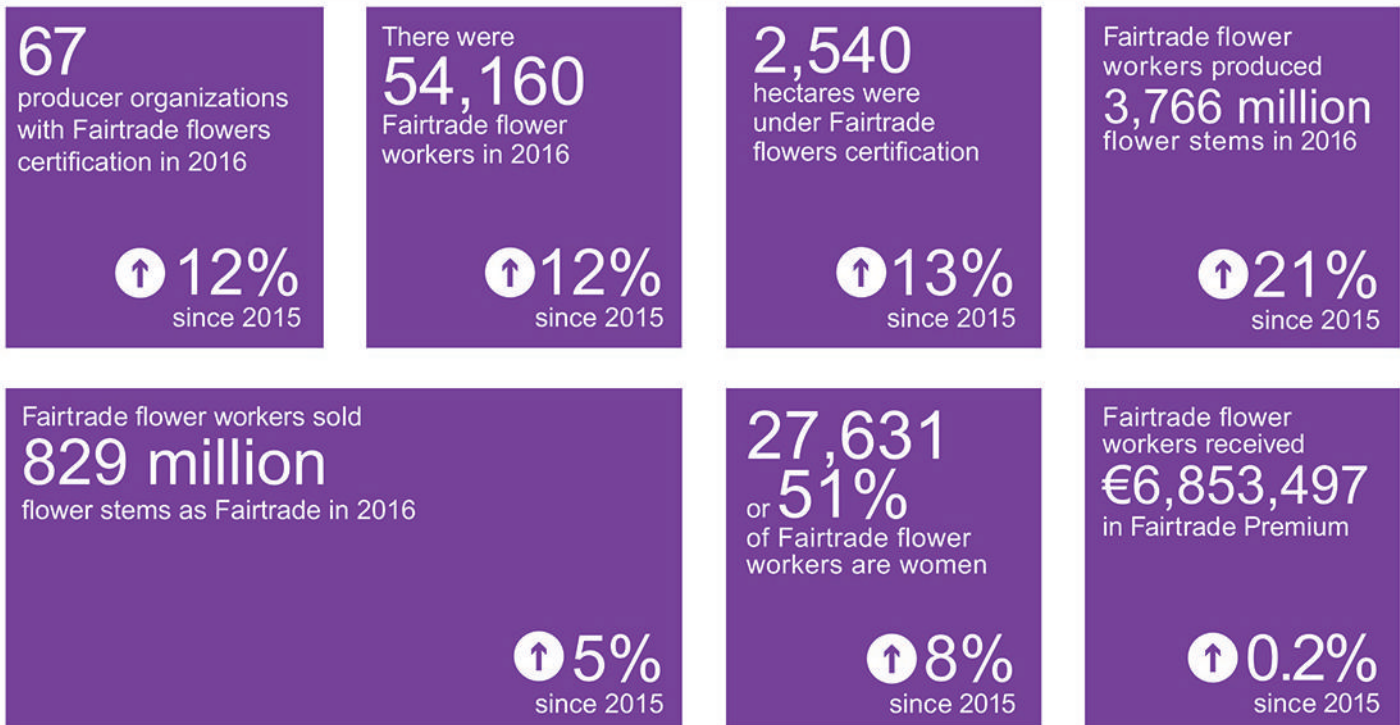 67
producer organizations
with Fairtrade flowers
certification in 2016
↑ 12%
since 2015
There were
54,160
Fairtrade flower
workers in 2016
↑ 12%
since 2015
2,540
hectares were
under Fairtrade
flowers certification
↑ 13%
since 2015
Fairtrade flower
workers produced
3,766 million
flower stems in 2016
↑ 21%
since 2015
Fairtrade flower workers sold
829 million
flower stems as Fairtrade in 2016
↑ 5%
since 2015
27,631
or 51%
of Fairtrade flower
workers are women
↑ 8%
since 2015
Fairtrade flower
workers received
€6,853,497
in Fairtrade Premium
↑ 0.2%
since 2015